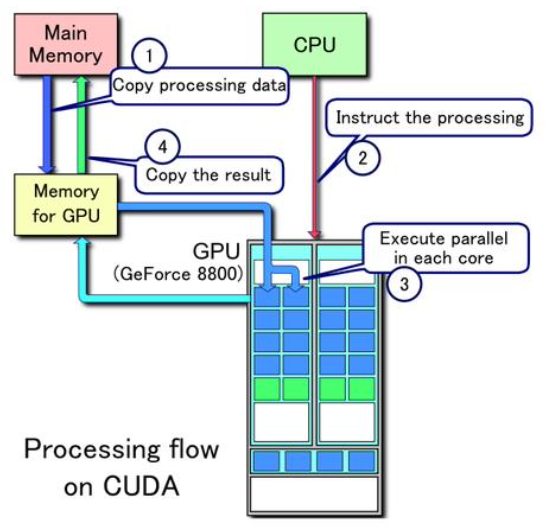 Main
Memory
CPU
1
Copy processing data
Instruct the processing
2
4
Copy the result
Memory
for GPU
GPU
(GeForce 8800)
Execute parallel
in each core
3
Processing flow
on CUDA